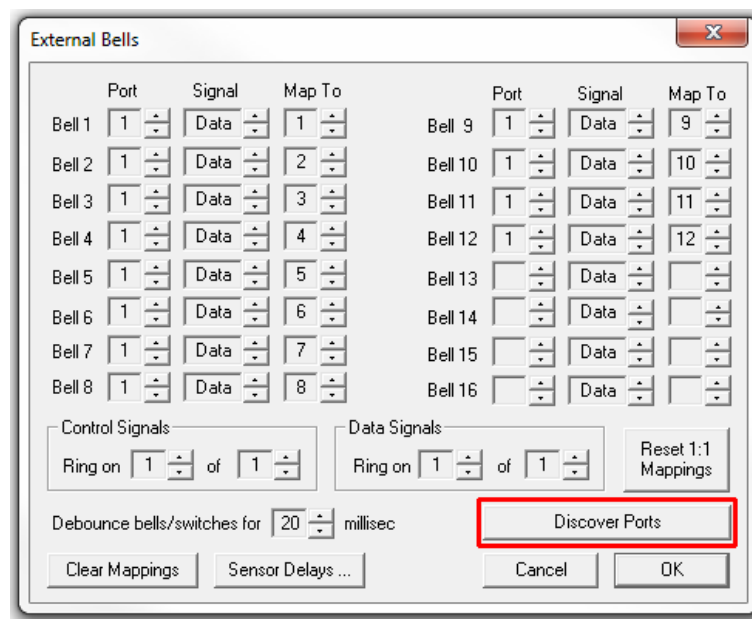 External Bells
Port Signal Map To Port Signal Map To
Bell 1 1 Data 1 Bell 9 1 Data 9
Bell 2 1 Data 2 Bell 10 1 Data 10
Bell 3 1 Data 3 Bell 11 1 Data 11
Bell 4 1 Data 4 Bell 12 1 Data 12
Bell 5 1 Data 5 Bell 13 Data
Bell 6 1 Data 6 Bell 14 Data
Bell 7 1 Data 7 Bell 15 Data
Bell 8 1 Data 8 Bell 16 Data
Control Signals Data Signals
Ring on 1 of 1 Ring on 1 of 1 Reset 1:1
Mappings
Debounce bells/switches for 20 millisec Discover Ports
Clear Mappings Sensor Delays ... Cancel OK